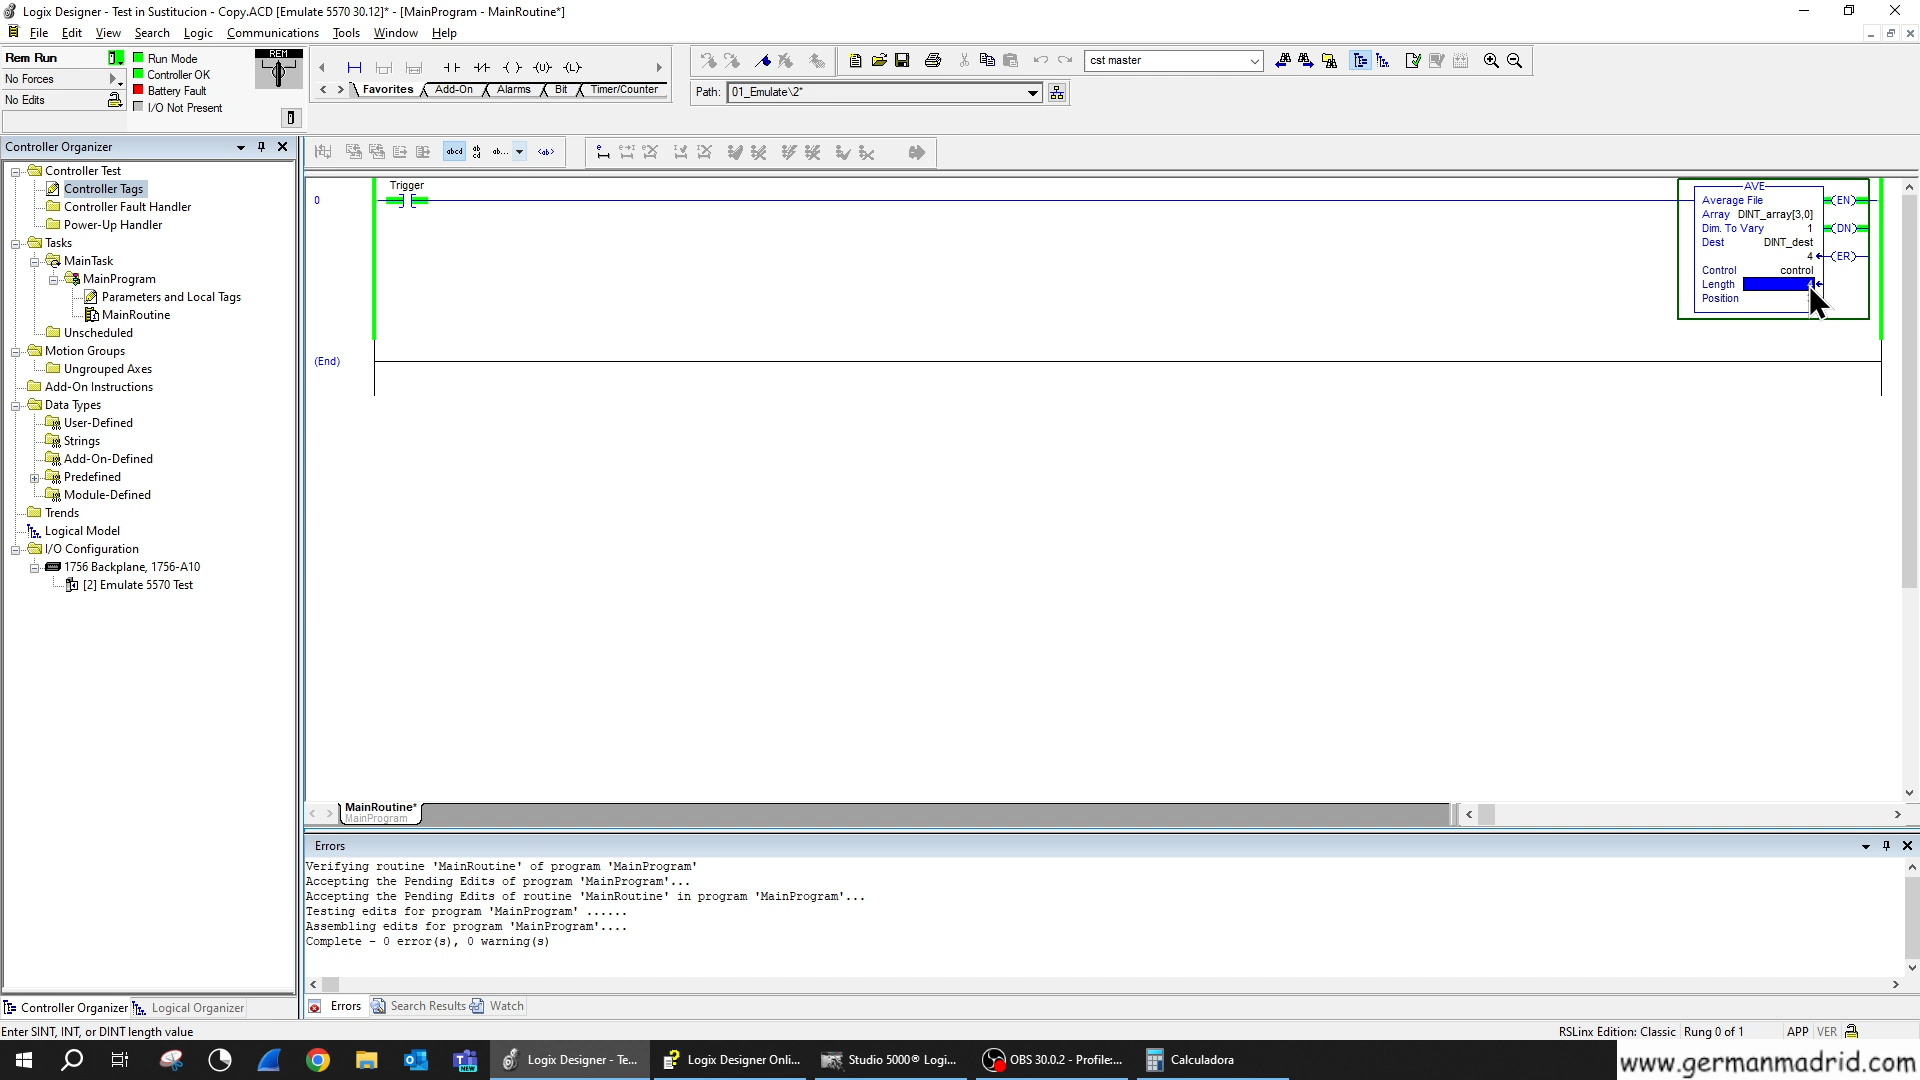 Logix Designer - Test in Sustitucion - Copy.ACD [Emulate 5570 30.12]* - [MainProgram - MainRoutine*]
File Edit View Search Logic Communications Tools Window Help
Rem Run
No Forces
No Edits
Run Mode
Controller OK
Battery Fault
I/O Not Present
REM
Favorites Add-On Alarms Bit Timer/Counter
cst master
Path: 01_Emulate\2*
Controller Organizer
Controller Test
Controller Tags
Controller Fault Handler
Power-Up Handler
Tasks
MainTask
MainProgram
Parameters and Local Tags
MainRoutine
Unscheduled
Motion Groups
Ungrouped Axes
Add-On Instructions
Data Types
User-Defined
Strings
Add-On-Defined
Predefined
Module-Defined
Trends
Logical Model
I/O Configuration
1756 Backplane, 1756-A10
[2] Emulate 5570 Test
Controller Organizer Logical Organizer
abcd ab cd ab... <ab>
0
Trigger
AVE
Average File
Array DINT_array[3,0]
Dim. To Vary 1
Dest DINT_dest
4
Control control
Length 4
Position
(EN)
(DN)
(ER)
(End)
MainRoutine*
MainProgram
Errors
Verifying routine 'MainRoutine' of program 'MainProgram'
Accepting the Pending Edits of program 'MainProgram'...
Accepting the Pending Edits of routine 'MainRoutine' in program 'MainProgram'...
Testing edits for program 'MainProgram' ......
Assembling edits for program 'MainProgram'....
Complete - 0 error(s), 0 warning(s)
Errors Search Results Watch
Enter SINT, INT, or DINT length value
RSLinx Edition: Classic Rung 0 of 1 APP VER
Logix Designer - Te... Logix Designer Onli... Studio 5000® Logi... OBS 30.0.2 - Profile:... Calculadora
www.germanmadrid.com